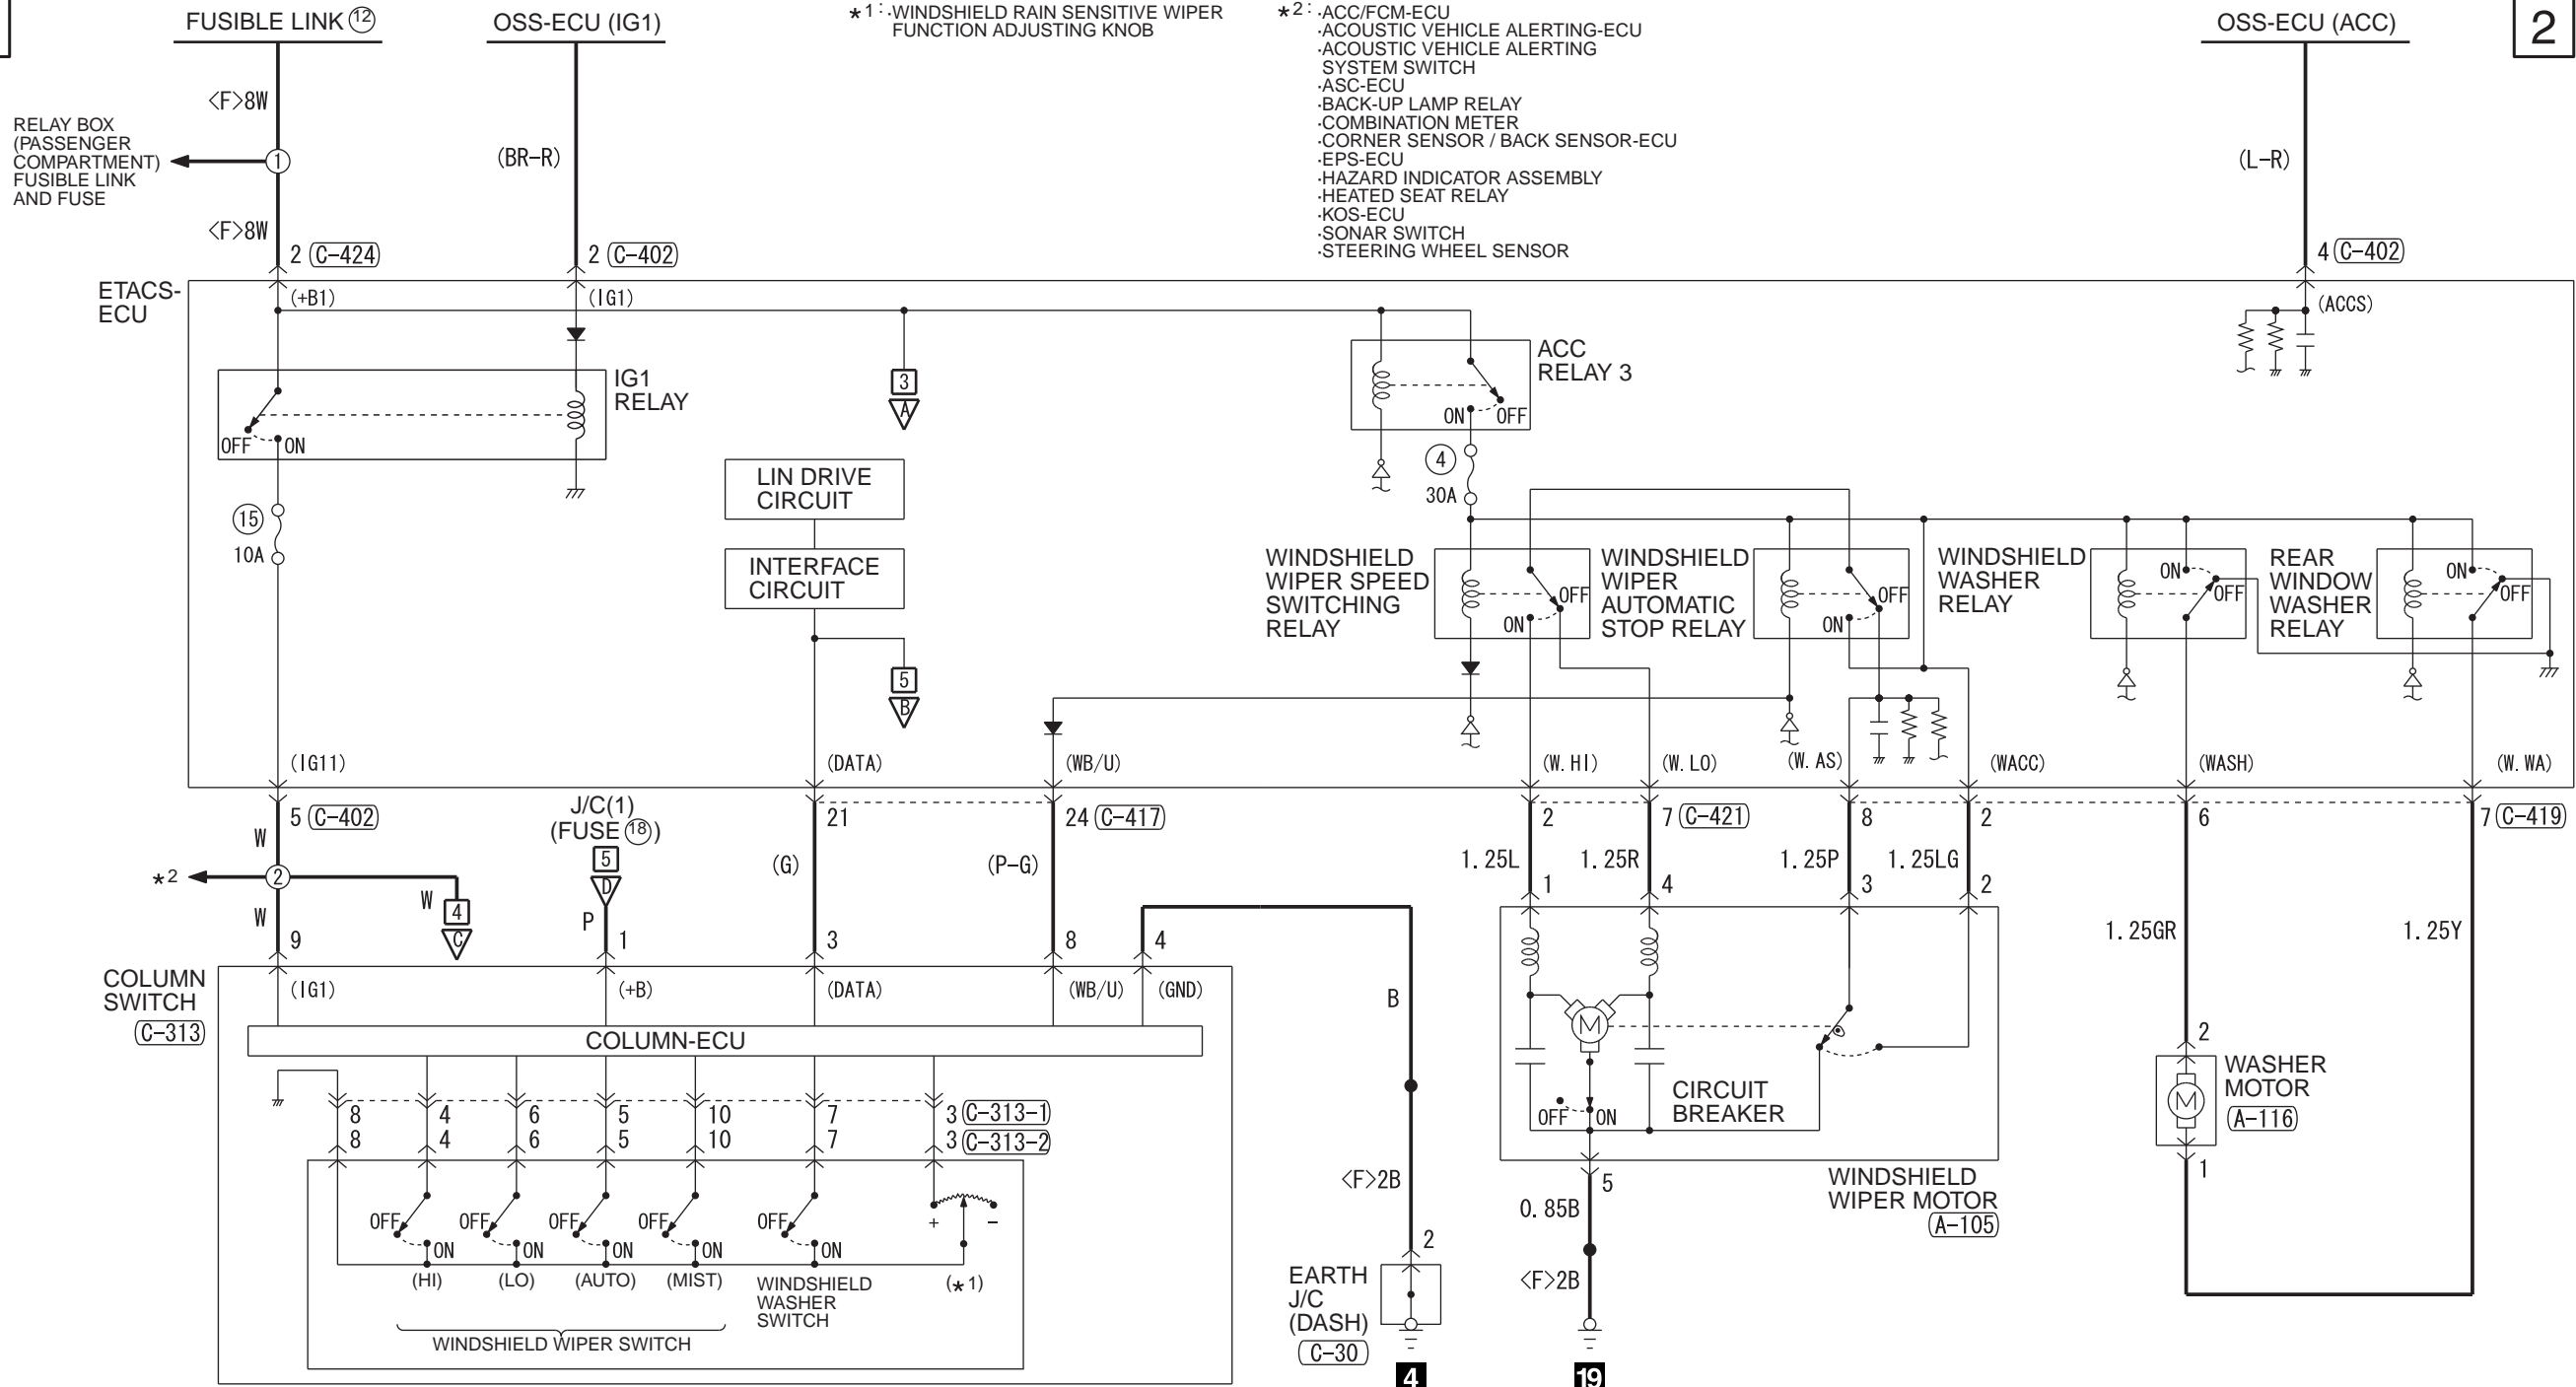 FUSIBLE LINK ⑫
OSS-ECU (IG1)
*1: ·WINDSHIELD RAIN SENSITIVE WIPER
FUNCTION ADJUSTING KNOB
*2: ·ACC/FCM-ECU
·ACOUSTIC VEHICLE ALERTING-ECU
·ACOUSTIC VEHICLE ALERTING
SYSTEM SWITCH
·ASC-ECU
·BACK-UP LAMP RELAY
·COMBINATION METER
·CORNER SENSOR / BACK SENSOR-ECU
·EPS-ECU
·HAZARD INDICATOR ASSEMBLY
·HEATED SEAT RELAY
·KOS-ECU
·SONAR SWITCH
·STEERING WHEEL SENSOR
OSS-ECU (ACC)
2
<F>8W
RELAY BOX
(PASSENGER
COMPARTMENT)
FUSIBLE LINK
AND FUSE
1
(BR-R)
(L-R)
<F>8W
2 (C-424)
2 (C-402)
4 (C-402)
ETACS-
ECU
(+B1)
(IG1)
(ACCS)
IG1
RELAY
OFF
ON
3
A
ACC
RELAY 3
ON
OFF
15
10A
LIN DRIVE
CIRCUIT
INTERFACE
CIRCUIT
5
B
4
30A
WINDSHIELD
WIPER SPEED
SWITCHING
RELAY
OFF
ON
WINDSHIELD
WIPER
AUTOMATIC
STOP RELAY
OFF
ON
WINDSHIELD
WASHER
RELAY
ON
OFF
REAR
WINDOW
WASHER
RELAY
ON
OFF
(IG11)
(DATA)
(WB/U)
(W. HI)
(W. LO)
(W. AS)
(WACC)
(WASH)
(W. WA)
5 (C-402)
J/C(1)
(FUSE ⑱)
5
D
21
24 (C-417)
2
7 (C-421)
8
2
6
7 (C-419)
W
*2
2
W
4
C
W
P
(G)
(P-G)
1.25L
1.25R
1.25P
1.25LG
1.25GR
1.25Y
9
1
3
8
4
1
4
3
2
COLUMN
SWITCH
(C-313)
(IG1)
(+B)
(DATA)
(WB/U)
(GND)
COLUMN-ECU
B
M
CIRCUIT
BREAKER
OFF
ON
2
WASHER
MOTOR
M
(A-116)
1
8
4
6
5
10
7
3 (C-313-1)
8
4
6
5
10
7
3 (C-313-2)
<F>2B
5
WINDSHIELD
WIPER MOTOR
(A-105)
0.85B
OFF
OFF
OFF
OFF
OFF
+
−
ON
ON
ON
ON
ON
(HI)
(LO)
(AUTO)
(MIST)
WINDSHIELD
WASHER
SWITCH
(*1)
WINDSHIELD WIPER SWITCH
2
EARTH
J/C
(DASH)
(C-30)
4
<F>2B
19